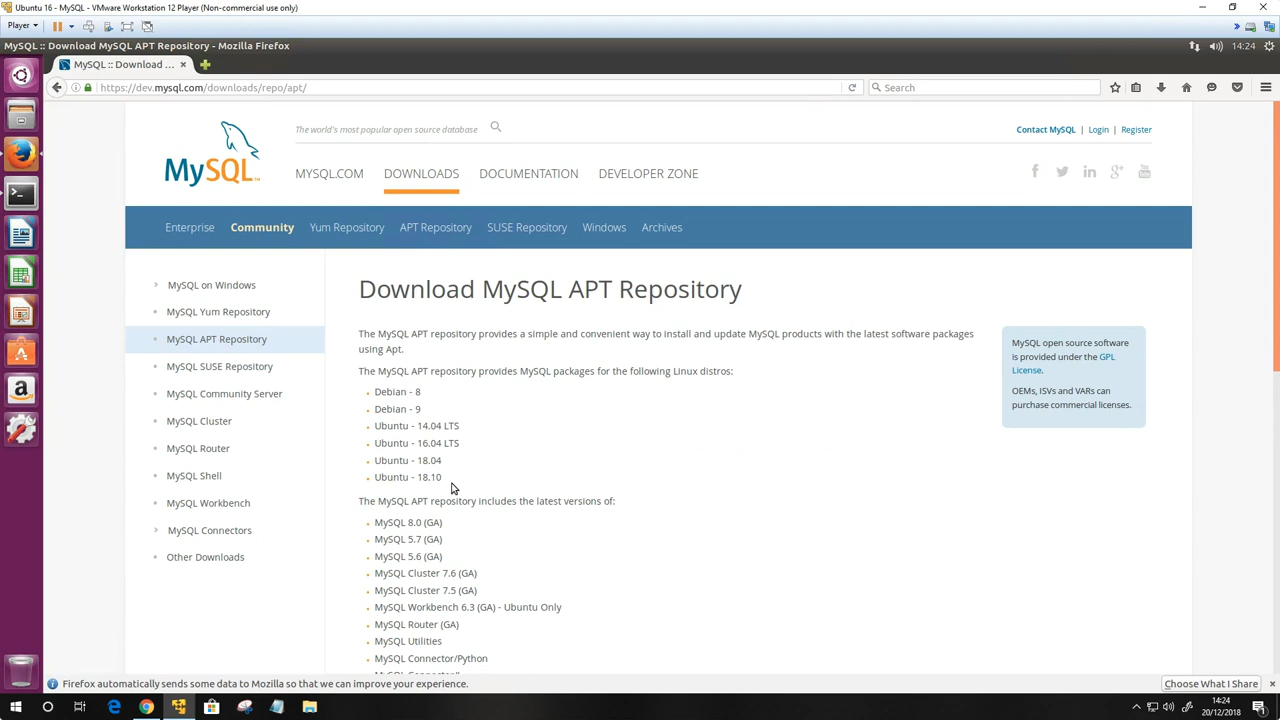 Ubuntu 16 - MySQL - VMware Workstation 12 Player (Non-commercial use only)
Player
MySQL :: Download MySQL APT Repository - Mozilla Firefox
14:24
MySQL :: Download ...
https://dev.mysql.com/downloads/repo/apt/
Search
The world's most popular open source database
Contact MySQL | Login | Register
MySQL™
MYSQL.COM
DOWNLOADS
DOCUMENTATION
DEVELOPER ZONE
Enterprise
Community
Yum Repository
APT Repository
SUSE Repository
Windows
Archives
MySQL on Windows
MySQL Yum Repository
MySQL APT Repository
MySQL SUSE Repository
MySQL Community Server
MySQL Cluster
MySQL Router
MySQL Shell
MySQL Workbench
MySQL Connectors
Other Downloads
Download MySQL APT Repository
The MySQL APT repository provides a simple and convenient way to install and update MySQL products with the latest software packages
using Apt.
The MySQL APT repository provides MySQL packages for the following Linux distros:
Debian - 8
Debian - 9
Ubuntu - 14.04 LTS
Ubuntu - 16.04 LTS
Ubuntu - 18.04
Ubuntu - 18.10
The MySQL APT repository includes the latest versions of:
MySQL 8.0 (GA)
MySQL 5.7 (GA)
MySQL 5.6 (GA)
MySQL Cluster 7.6 (GA)
MySQL Cluster 7.5 (GA)
MySQL Workbench 6.3 (GA) - Ubuntu Only
MySQL Router (GA)
MySQL Utilities
MySQL Connector/Python
MySQL open source software
is provided under the GPL
License.
OEMs, ISVs and VARs can
purchase commercial licenses.
Firefox automatically sends some data to Mozilla so that we can improve your experience.
Choose What I Share
14:24
20/12/2018